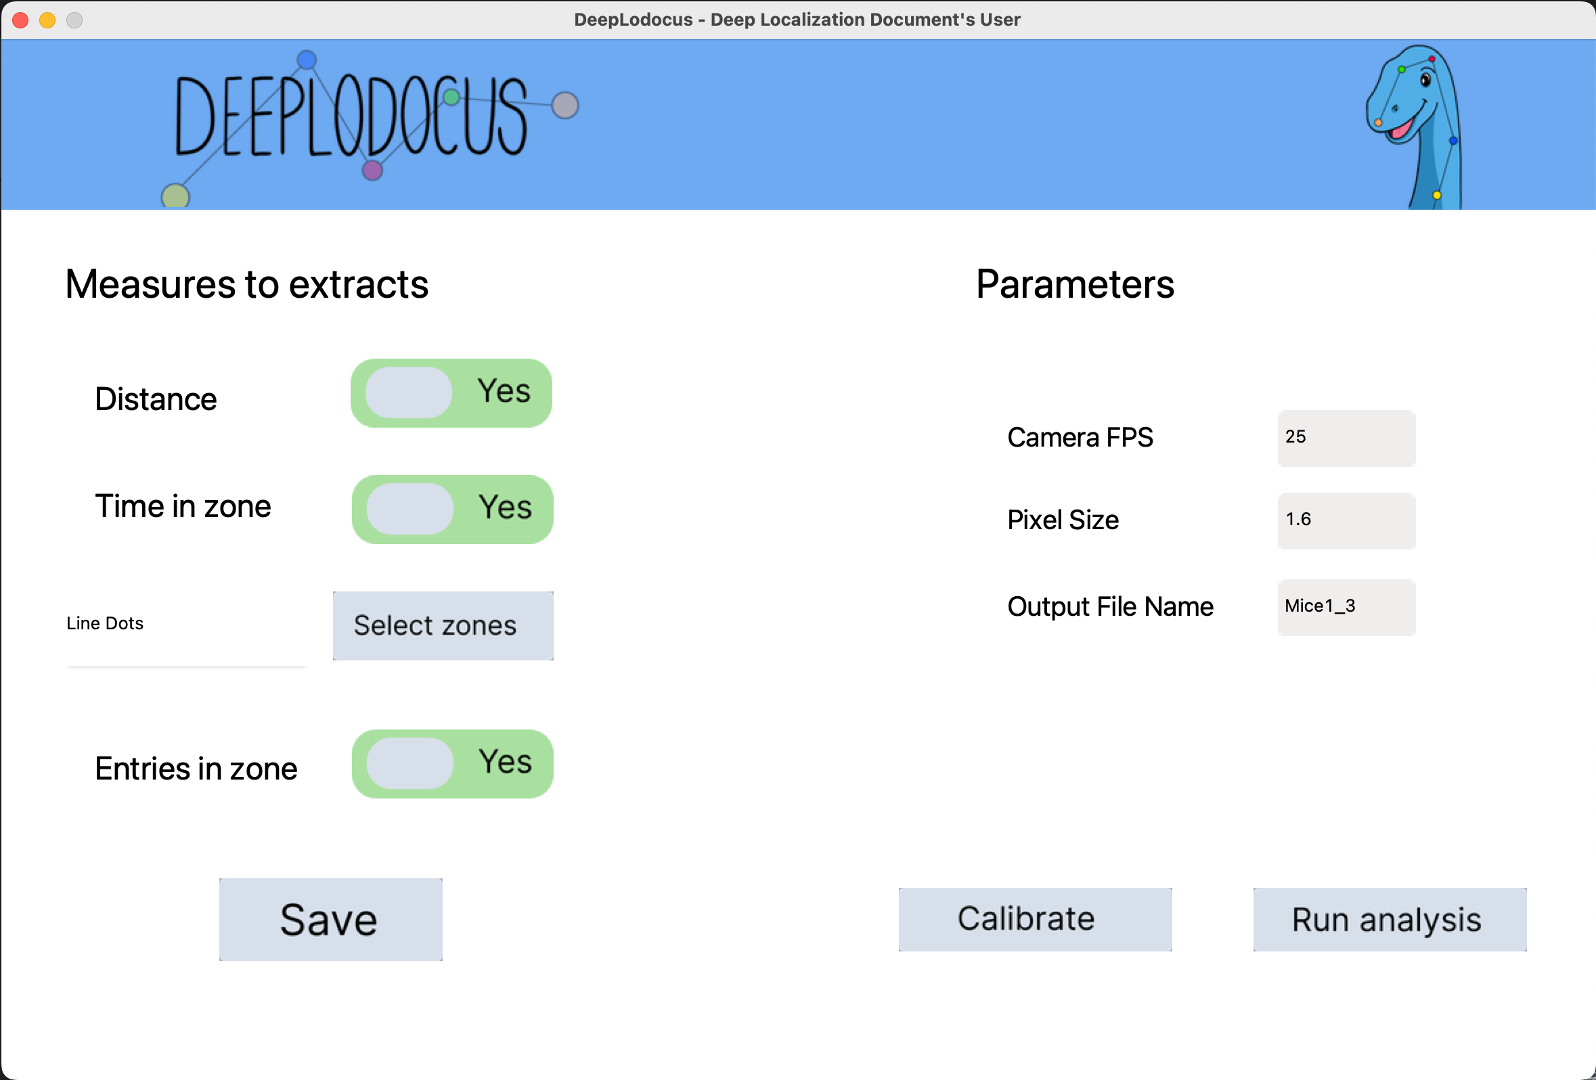 DeepLodocus - Deep Localization Document's User
DEEPLODOCUS
Measures to extracts
Distance
Yes
Time in zone
Yes
Line Dots
Select zones
Entries in zone
Yes
Save
Parameters
Camera FPS
25
Pixel Size
1.6
Output File Name
Mice1_3
Calibrate
Run analysis